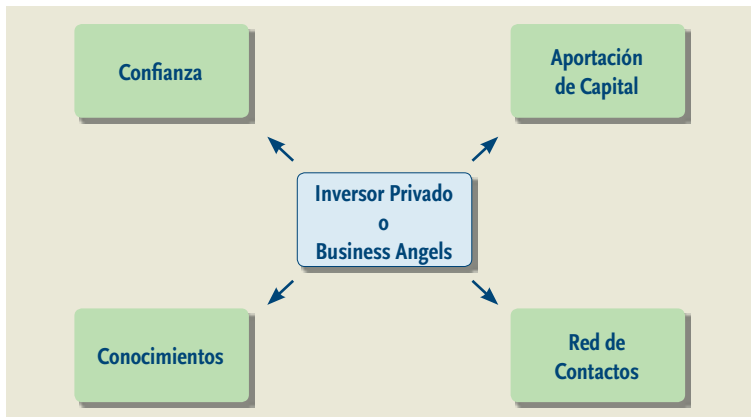 Confianza
Aportación
de Capital
Inversor Privado
o
Business Angels
Conocimientos
Red de
Contactos